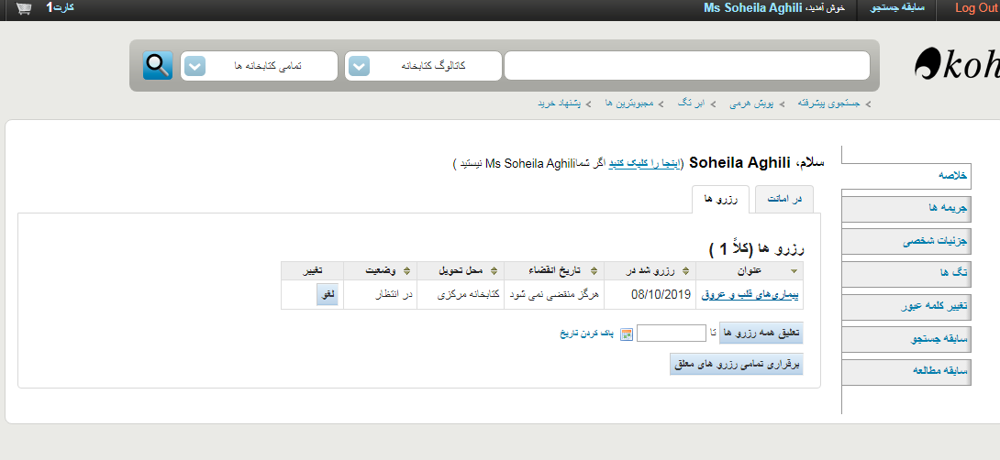 Log Out
سابقه جستجو
خوش آمدید، Ms Soheila Aghili
کارت1
koh
کاتالوگ کتابخانه
تمامی کتابخانه ها
جستجوی پیشرفته
پویش هرمی
ابر تگ
محبوبترین ها
پشنهاد خرید
سلام، Soheila Aghili (اینجا را کلیک کنید اگر شماMs Soheila Aghili نیستید )
خلاصه
جریمه ها
جزئیات شخصی
تگ ها
تغییر کلمه عبور
سابقه جستجو
سابقه مطالعه
در امانت
رزرو ها
رزرو ها (کلاً 1 )
عنوان رزرو شد در تاریخ انقضاء محل تحویل وضعیت تغییر
بیماری‌های قلب و عروق 08/10/2019 هرگز منقضی نمی شود کتابخانه مرکزی در انتظار لغو
تعلیق همه رزرو ها تا پاک کردن تاریخ
برقراری تمامی رزرو های معلق